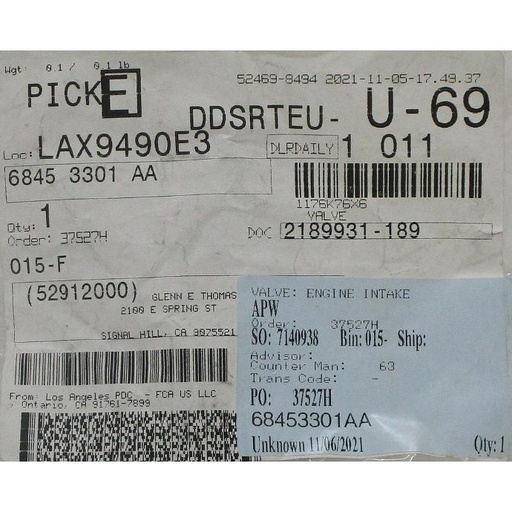 Wgt: 0.1 / 0.1 lb
52469-8494 2021-11-05-17.49.37
PICK E
DDSRTEU- U-69
Loc: LAX9490E3
DLRDAILY 1 011
6845 3301 AA
1176K76X6
VALVE
Qty: 1
Order: 37527H
DOC 2189931-189
015-F
(52912000) GLENN E THOMAS
2100 E SPRING ST
SIGNAL HILL, CA 9075521
VALVE: ENGINE INTAKE
APW
Order: 37527H
SO: 7140938 Bin: 015- Ship:
Advisor:
Counter Man: 63
Trans Code: -
PO: 37527H
68453301AA
Unknown 11/06/2021 Qty: 1
From: Los Angeles PDC - FCA US LLC
Ontario, CA 91761-7899